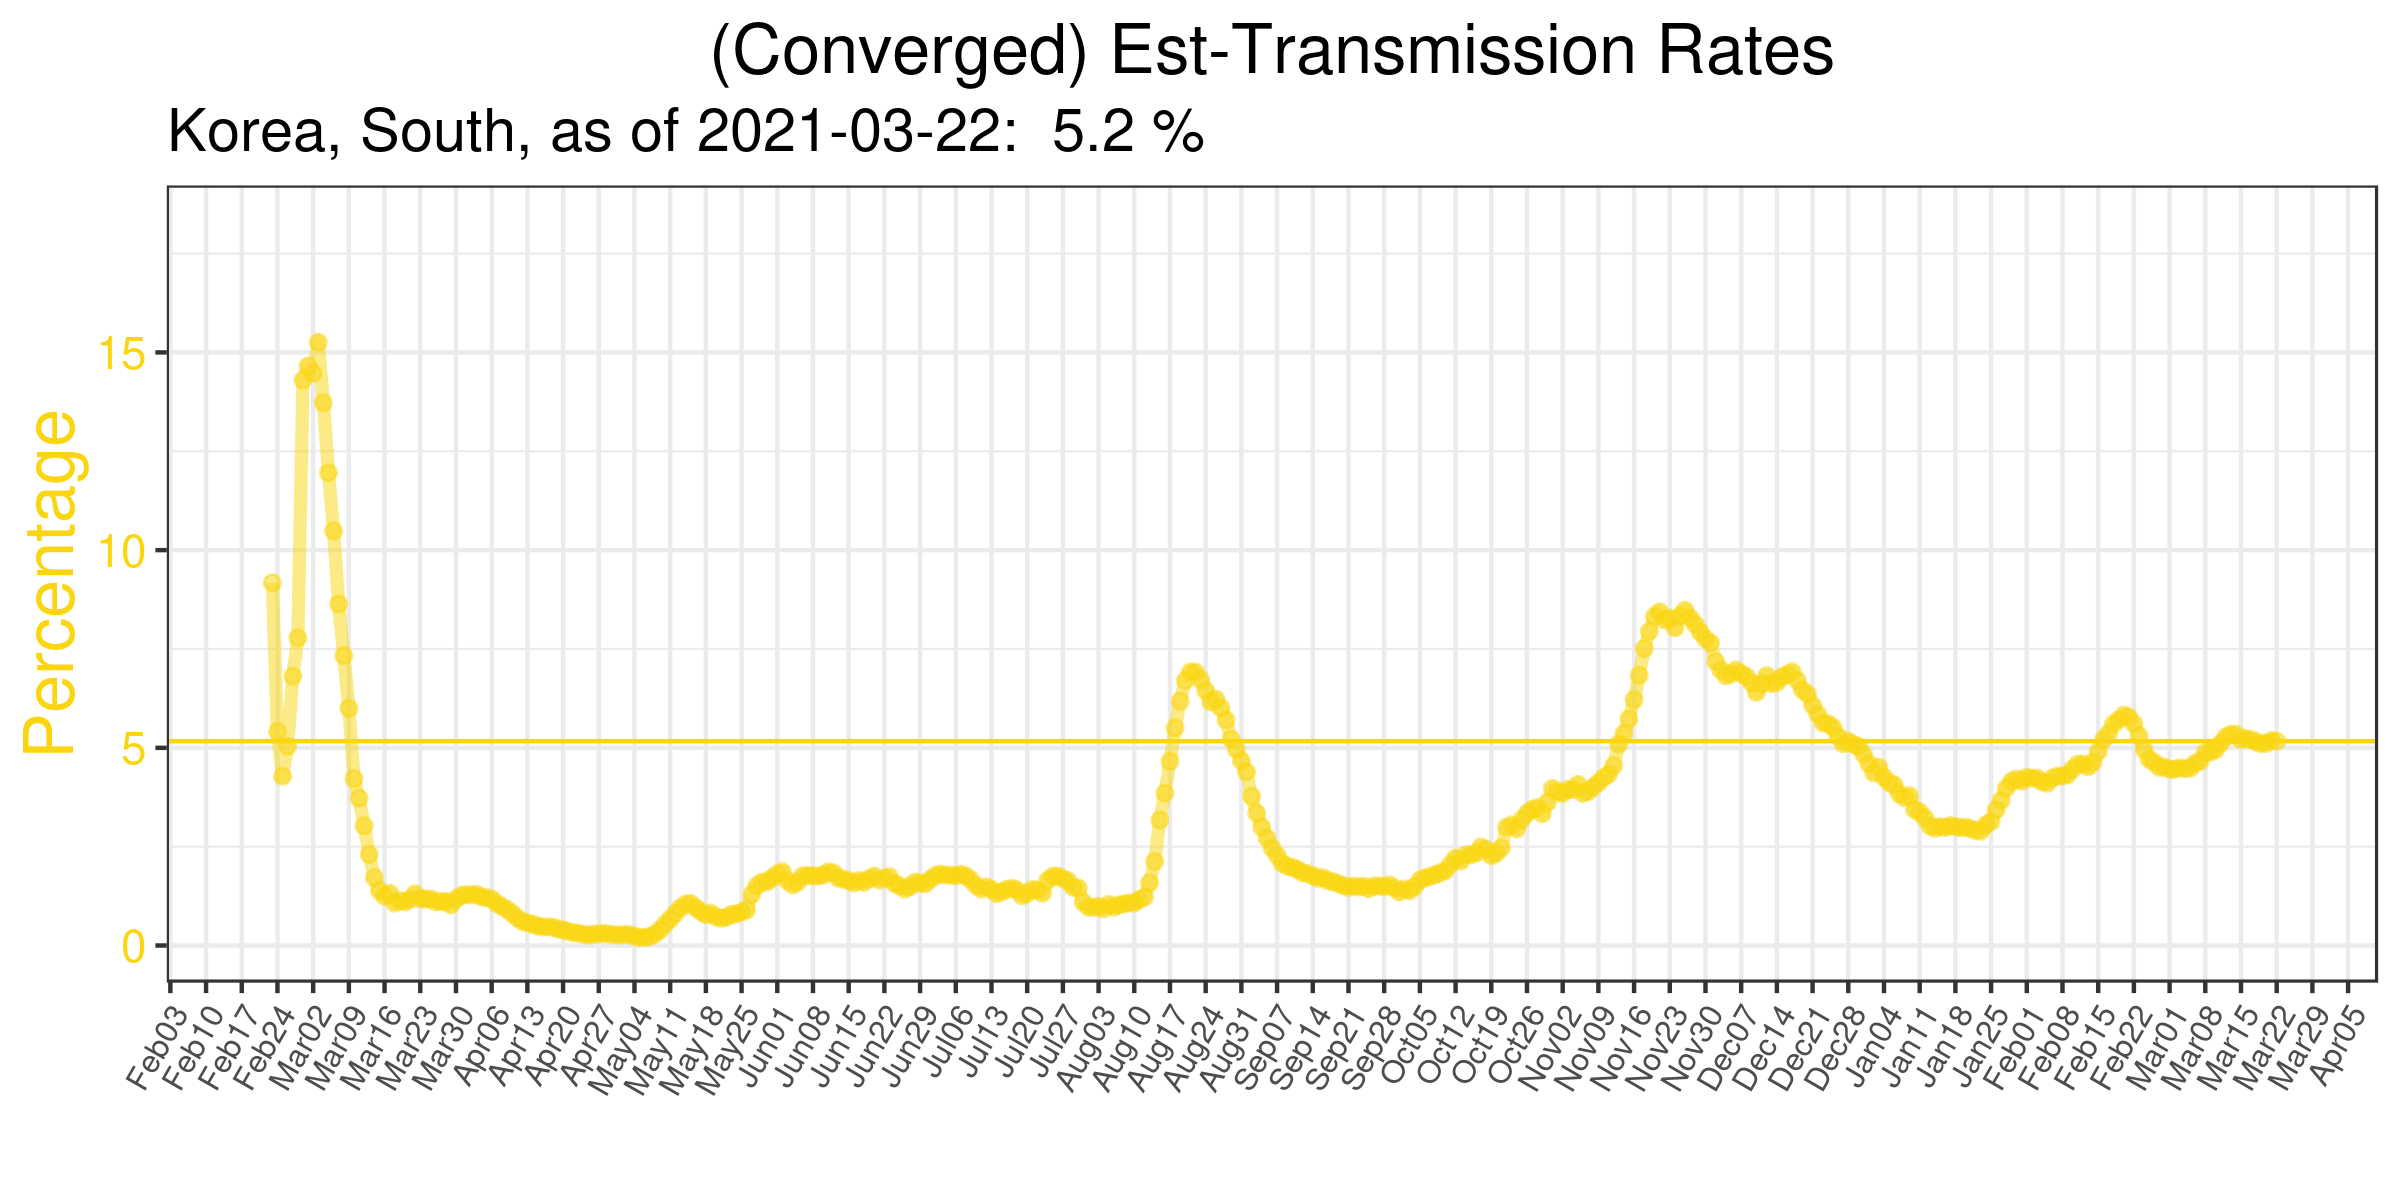 (Converged) Est-Transmission Rates
Korea, South, as of 2021-03-22:  5.2 %
Percentage
15
10
5
0
Feb03
Feb10
Feb17
Feb24
Mar02
Mar09
Mar16
Mar23
Mar30
Apr06
Apr13
Apr20
Apr27
May04
May11
May18
May25
Jun01
Jun08
Jun15
Jun22
Jun29
Jul06
Jul13
Jul20
Jul27
Aug03
Aug10
Aug17
Aug24
Aug31
Sep07
Sep14
Sep21
Sep28
Oct05
Oct12
Oct19
Oct26
Nov02
Nov09
Nov16
Nov23
Nov30
Dec07
Dec14
Dec21
Dec28
Jan04
Jan11
Jan18
Jan25
Feb01
Feb08
Feb15
Feb22
Mar01
Mar08
Mar15
Mar22
Mar29
Apr05